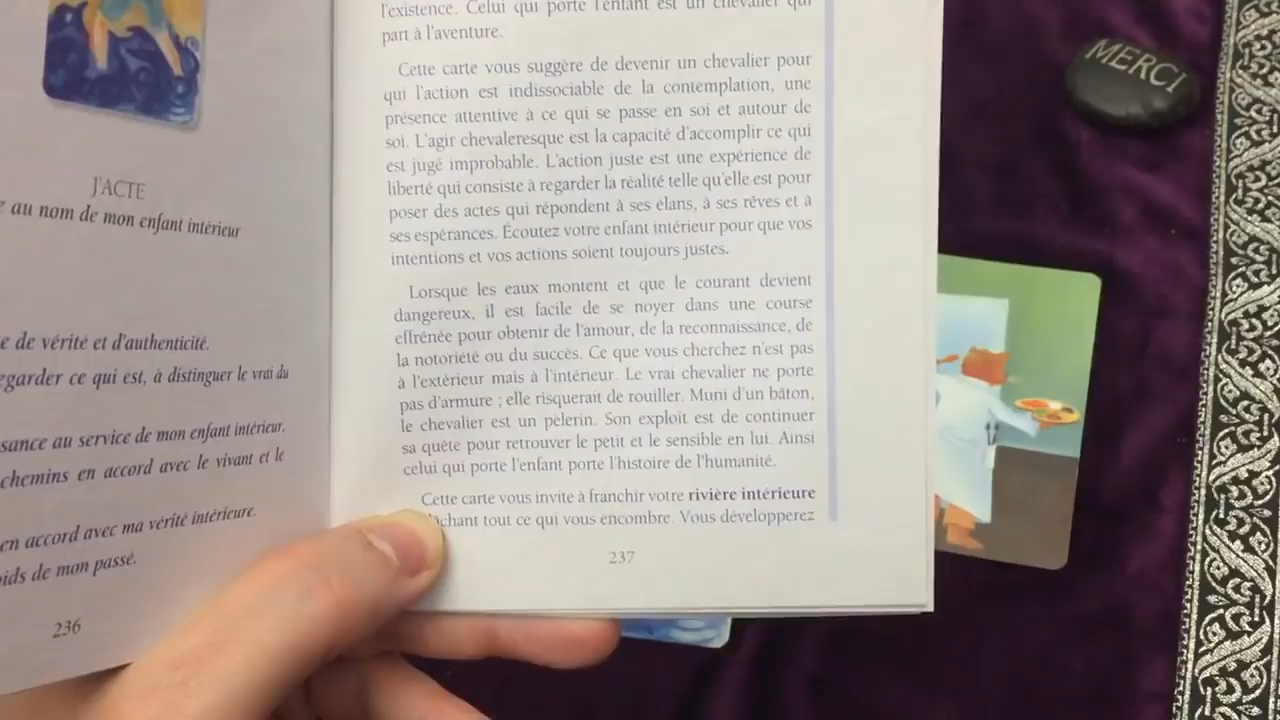 J'ACTE
au nom de mon enfant intérieur
de vérité et d'authenticité.
egarder ce qui est, à distinguer le vrai du
sance au service de mon enfant intérieur.
chemins en accord avec le vivant et le
en accord avec ma vérité intérieure.
ids de mon passé.
236
l'existence. Celui qui porte l'enfant est un chevalier qui
part à l'aventure.
Cette carte vous suggère de devenir un chevalier pour
qui l'action est indissociable de la contemplation, une
présence attentive à ce qui se passe en soi et autour de
soi. L'agir chevaleresque est la capacité d'accomplir ce qui
est jugé improbable. L'action juste est une expérience de
liberté qui consiste à regarder la réalité telle qu'elle est pour
poser des actes qui répondent à ses élans, à ses rêves et à
ses espérances. Écoutez votre enfant intérieur pour que vos
intentions et vos actions soient toujours justes.
Lorsque les eaux montent et que le courant devient
dangereux, il est facile de se noyer dans une course
effrénée pour obtenir de l'amour, de la reconnaissance, de
la notoriété ou du succès. Ce que vous cherchez n'est pas
à l'extérieur mais à l'intérieur. Le vrai chevalier ne porte
pas d'armure ; elle risquerait de rouiller. Muni d'un bâton,
le chevalier est un pèlerin. Son exploit est de continuer
sa quête pour retrouver le petit et le sensible en lui. Ainsi
celui qui porte l'enfant porte l'histoire de l'humanité.
Cette carte vous invite à franchir votre rivière intérieure
chant tout ce qui vous encombre. Vous développerez
237
MERCI